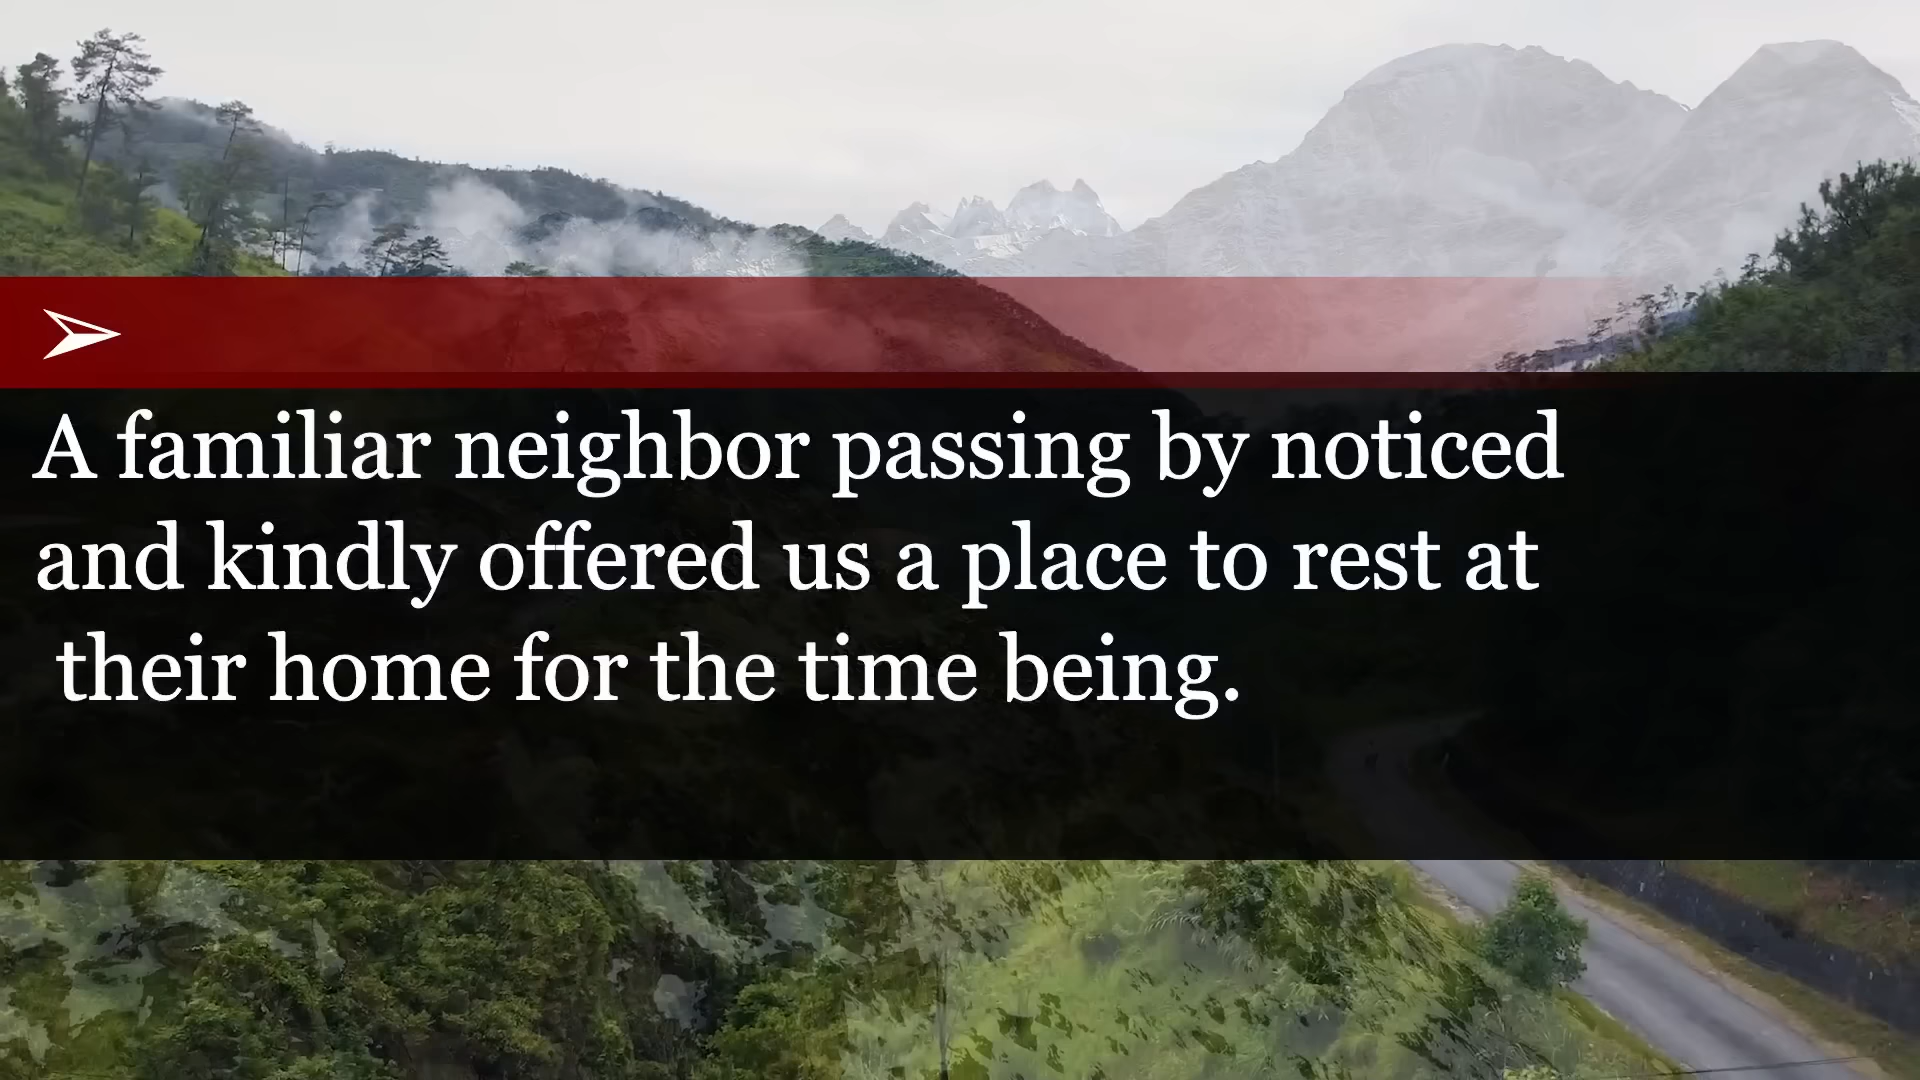 A familiar neighbor passing by noticed
and kindly offered us a place to rest at
their home for the time being.